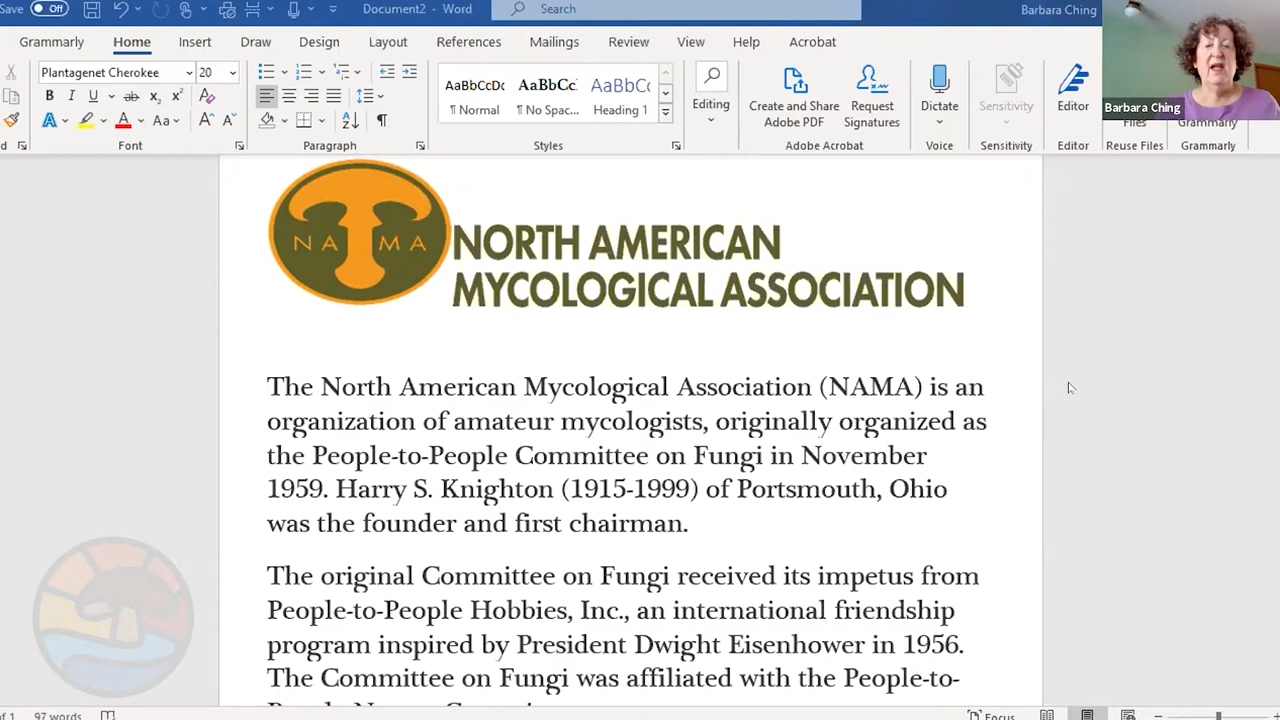 Save Off Document2 - Word Search Barbara Ching
Grammarly Home Insert Draw Design Layout References Mailings Review View Help Acrobat
Plantagenet Cherokee 20
AaBbCcDc AaBbCc AaBbC
¶ Normal ¶ No Spac... Heading 1
Editing
Create and Share Adobe PDF
Request Signatures
Dictate
Sensitivity
Editor
Files
Grammarly
Font Paragraph Styles Adobe Acrobat Voice Sensitivity Editor Reuse Files Grammarly
Barbara Ching
NA MA
NORTH AMERICAN
MYCOLOGICAL ASSOCIATION
The North American Mycological Association (NAMA) is an
organization of amateur mycologists, originally organized as
the People-to-People Committee on Fungi in November
1959. Harry S. Knighton (1915-1999) of Portsmouth, Ohio
was the founder and first chairman.
The original Committee on Fungi received its impetus from
People-to-People Hobbies, Inc., an international friendship
program inspired by President Dwight Eisenhower in 1956.
The Committee on Fungi was affiliated with the People-to-
of 1 97 words Focus